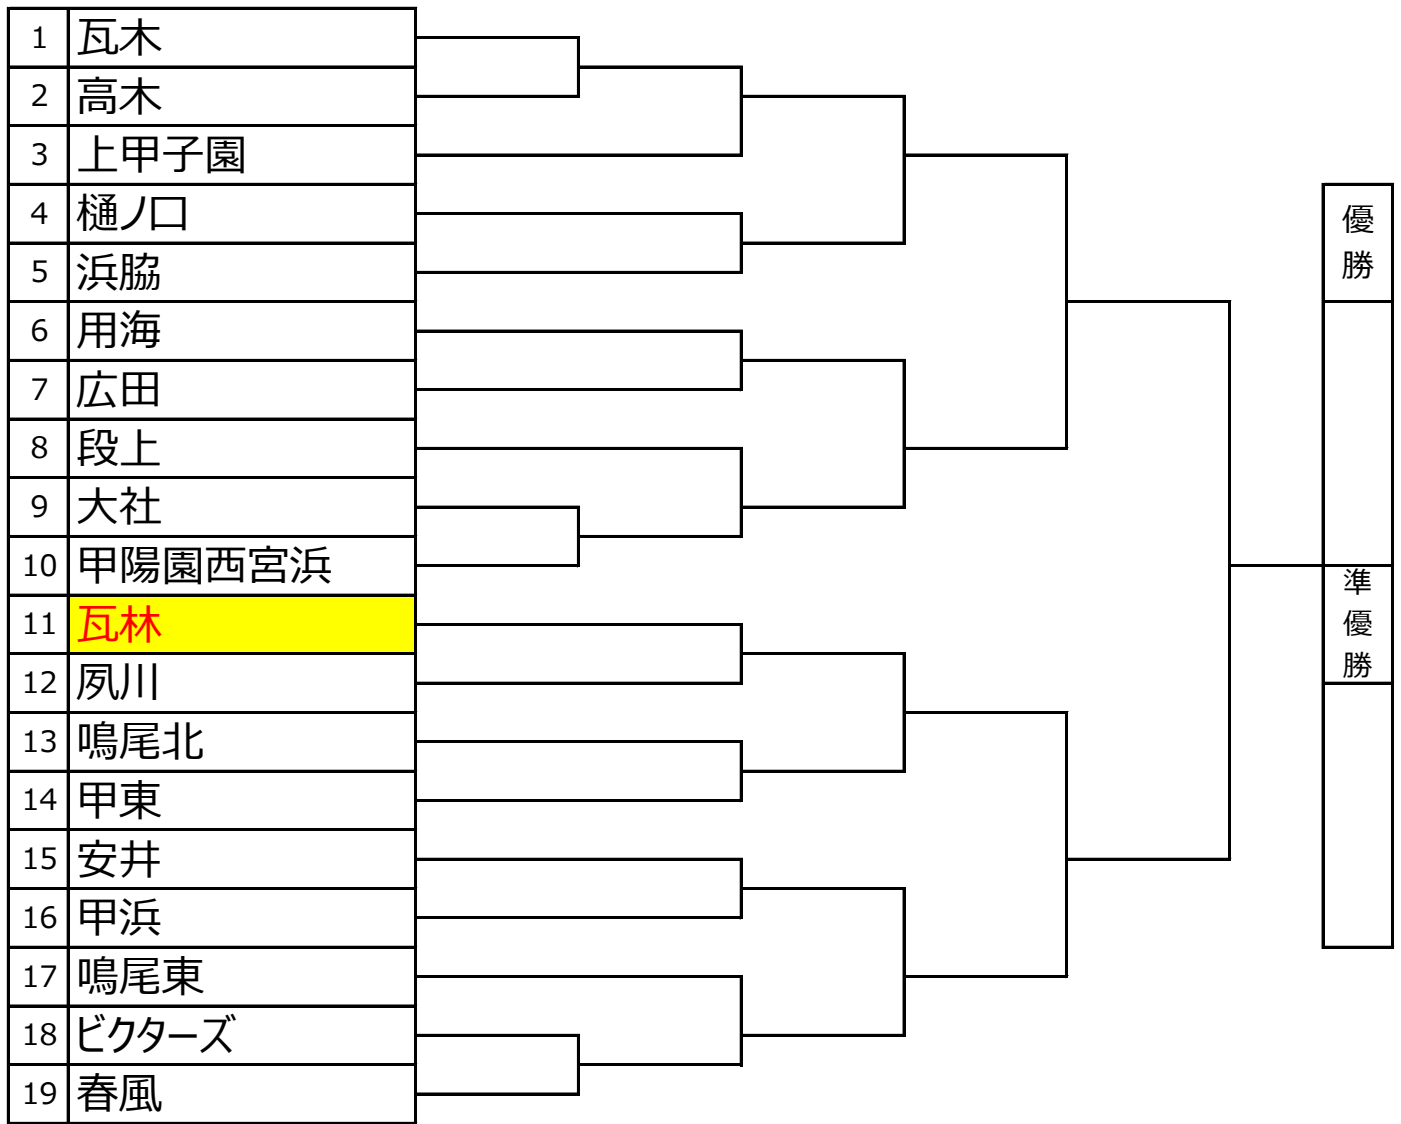 1 瓦木
2 高木
3 上甲子園
4 樋ノ口
5 浜脇
6 用海
7 広田
8 段上
9 大社
10 甲陽園西宮浜
11 瓦林
12 夙川
13 鳴尾北
14 甲東
15 安井
16 甲浜
17 鳴尾東
18 ビクターズ
19 春風
優勝
準優勝